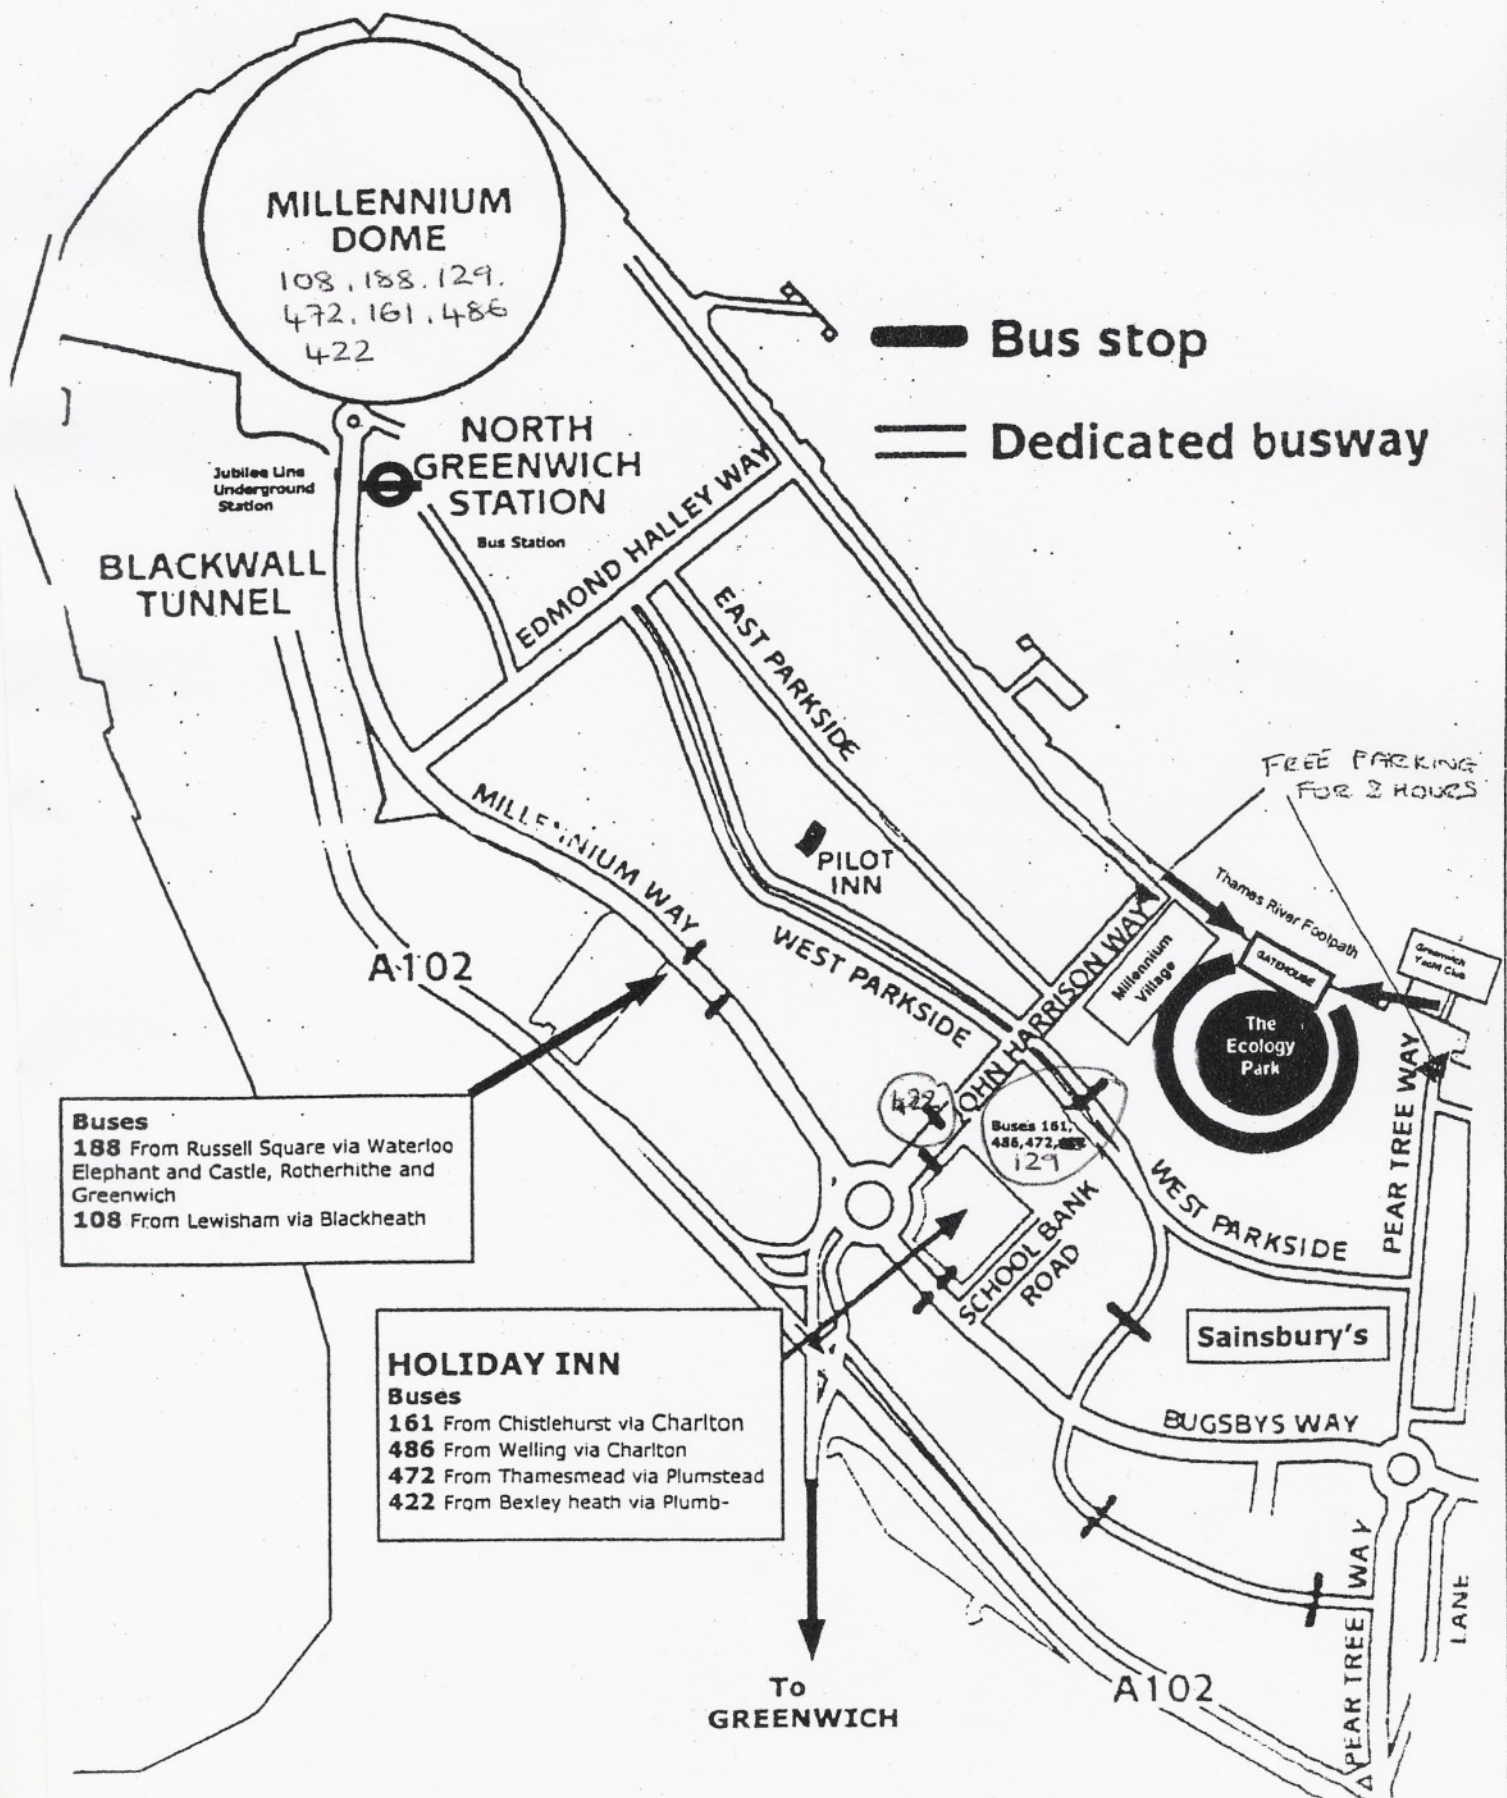 MILLENNIUM
DOME
108, 188. 129.
472. 161. 486
422
Bus stop
Dedicated busway
NORTH
GREENWICH
STATION
Bus Station
Jubilee Line
Underground
Station
BLACKWALL
TUNNEL
EDMOND HALLEY WAY
EAST PARKSIDE
FREE PARKING
FOR 2 HOURS
MILLENNIUM WAY
PILOT
INN
Thames River Footpath
A102
WEST PARKSIDE
JOHN HARRISON WAY
Millennium
Village
GATEHOUSE
Greenwich
Yacht Club
The
Ecology
Park
PEAR TREE WAY
422
Buses 161,
486,472,
129
Buses
188 From Russell Square via Waterloo
Elephant and Castle, Rotherhithe and
Greenwich
108 From Lewisham via Blackheath
WEST PARKSIDE
SCHOOL BANK
ROAD
Sainsbury's
HOLIDAY INN
Buses
161 From Chistlehurst via Charlton
486 From Welling via Charlton
472 From Thamesmead via Plumstead
422 From Bexley heath via Plumb-
BUGSBYS WAY
PEAR TREE WAY
LANE
To
GREENWICH
A102
PEAR TREE WAY